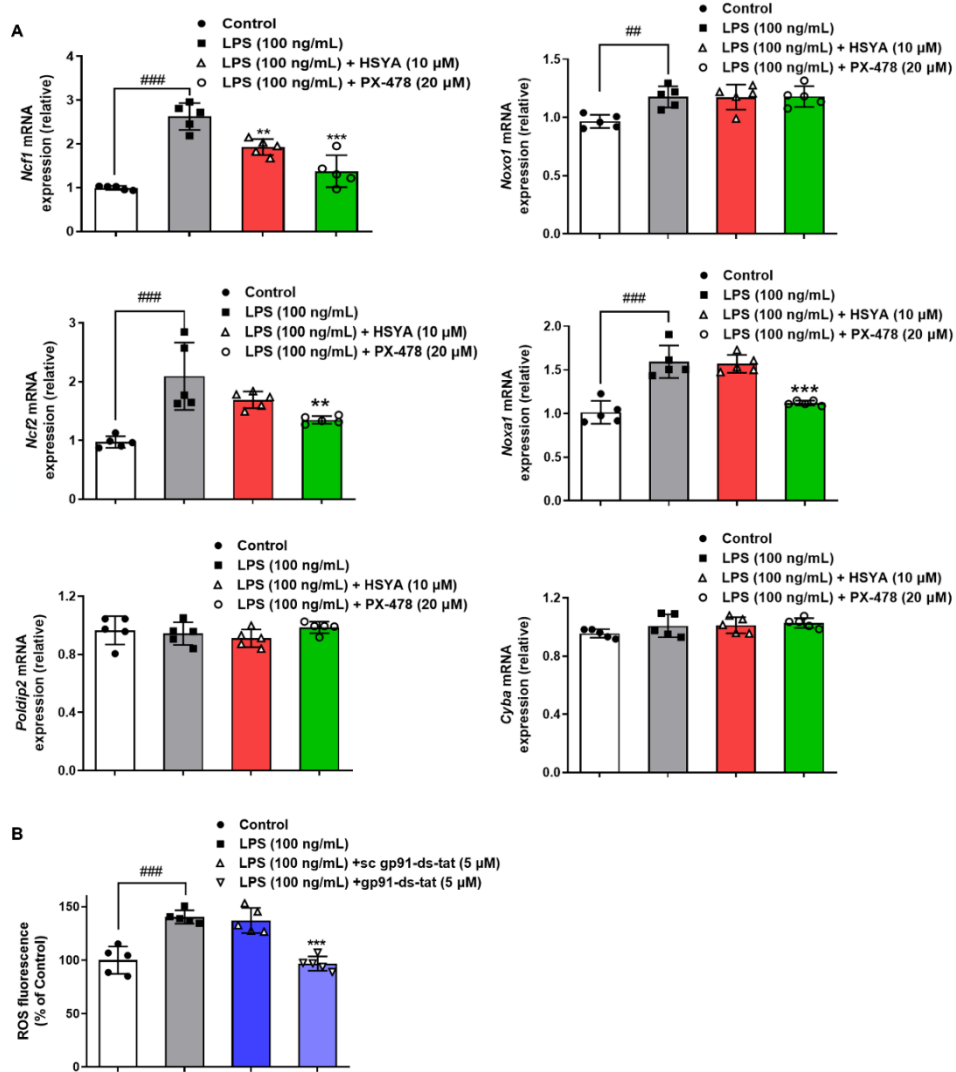 A
Control
LPS (100 ng/mL)
LPS (100 ng/mL) + HSYA (10 µM)
LPS (100 ng/mL) + PX-478 (20 µM)
Ncf1 mRNA
expression (relative)
4
3
2
1
0
###
**
***
Control
LPS (100 ng/mL)
LPS (100 ng/mL) + HSYA (10 µM)
LPS (100 ng/mL) + PX-478 (20 µM)
Noxo1 mRNA
expression (relative)
1.5
1.0
0.5
0.0
##
Control
LPS (100 ng/mL)
LPS (100 ng/mL) + HSYA (10 µM)
LPS (100 ng/mL) + PX-478 (20 µM)
Ncf2 mRNA
expression (relative)
3
2
1
0
###
**
Control
LPS (100 ng/mL)
LPS (100 ng/mL) + HSYA (10 µM)
LPS (100 ng/mL) + PX-478 (20 µM)
Noxa1 mRNA
expression (relative)
2.0
1.5
1.0
0.5
0.0
###
***
Control
LPS (100 ng/mL)
LPS (100 ng/mL) + HSYA (10 µM)
LPS (100 ng/mL) + PX-478 (20 µM)
Poldip2 mRNA
expression (relative)
1.2
0.8
0.4
0.0
Control
LPS (100 ng/mL)
LPS (100 ng/mL) + HSYA (10 µM)
LPS (100 ng/mL) + PX-478 (20 µM)
Cyba mRNA
expression (relative)
1.2
0.8
0.4
0.0
B
Control
LPS (100 ng/mL)
LPS (100 ng/mL) +sc gp91-ds-tat (5 µM)
LPS (100 ng/mL) +gp91-ds-tat (5 µM)
ROS fluorescence
(% of Control)
150
100
50
0
###
***